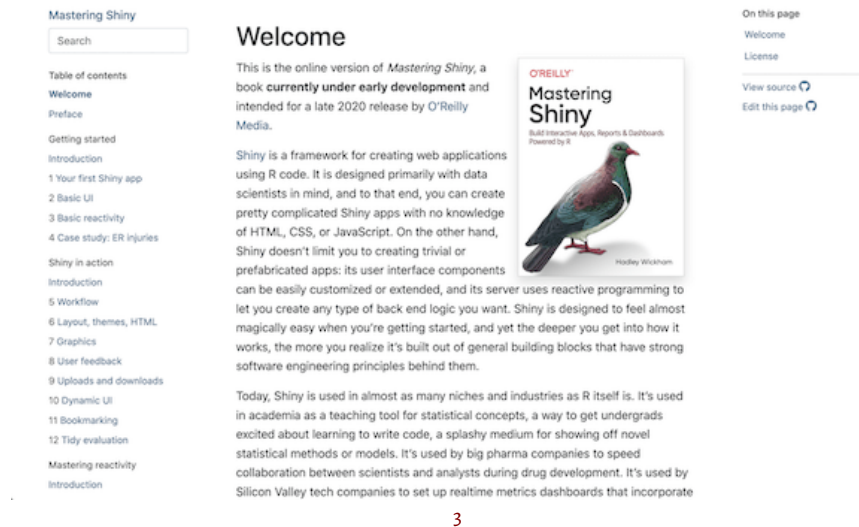 Mastering Shiny
Search
Table of contents
Welcome
Preface
Getting started
Introduction
1 Your first Shiny app
2 Basic UI
3 Basic reactivity
4 Case study: ER injuries
Shiny in action
Introduction
5 Workflow
6 Layout, themes, HTML
7 Graphics
8 User feedback
9 Uploads and downloads
10 Dynamic UI
11 Bookmarking
12 Tidy evaluation
Mastering reactivity
Introduction
Welcome
This is the online version of Mastering Shiny, a
book currently under early development and
intended for a late 2020 release by O'Reilly
Media.
Shiny is a framework for creating web applications
using R code. It is designed primarily with data
scientists in mind, and to that end, you can create
pretty complicated Shiny apps with no knowledge
of HTML, CSS, or JavaScript. On the other hand,
Shiny doesn't limit you to creating trivial or
prefabricated apps: its user interface components
can be easily customized or extended, and its server uses reactive programming to
let you create any type of back end logic you want. Shiny is designed to feel almost
magically easy when you're getting started, and yet the deeper you get into how it
works, the more you realize it's built out of general building blocks that have strong
software engineering principles behind them.
Today, Shiny is used in almost as many niches and industries as R itself is. It's used
in academia as a teaching tool for statistical concepts, a way to get undergrads
excited about learning to write code, a splashy medium for showing off novel
statistical methods or models. It's used by big pharma companies to speed
collaboration between scientists and analysts during drug development. It's used by
Silicon Valley tech companies to set up realtime metrics dashboards that incorporate
O'REILLY
Mastering
Shiny
Build Interactive Apps, Reports & Dashboards
Powered by R
Hadley Wickham
On this page
Welcome
License
View source
Edit this page
3